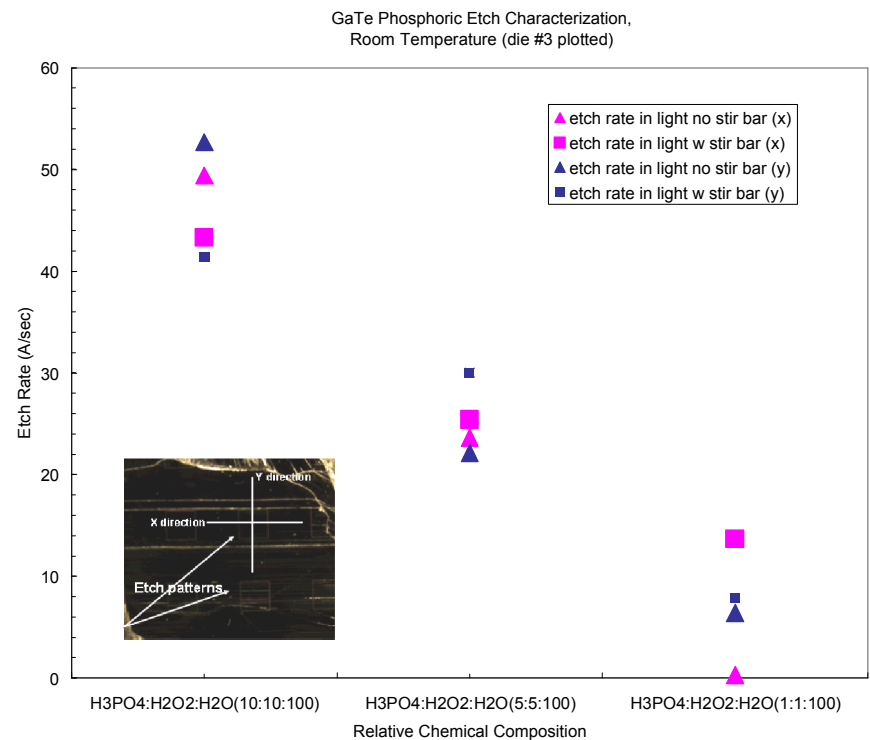 GaTe Phosphoric Etch Characterization,
Room Temperature (die #3 plotted)
60
50
40
30
20
10
0
Etch Rate (A/sec)
etch rate in light no stir bar (x)
etch rate in light w stir bar (x)
etch rate in light no stir bar (y)
etch rate in light w stir bar (y)
Y direction
X direction
Etch patterns
H3PO4:H2O2:H2O(10:10:100) H3PO4:H2O2:H2O(5:5:100) H3PO4:H2O2:H2O(1:1:100)
Relative Chemical Composition